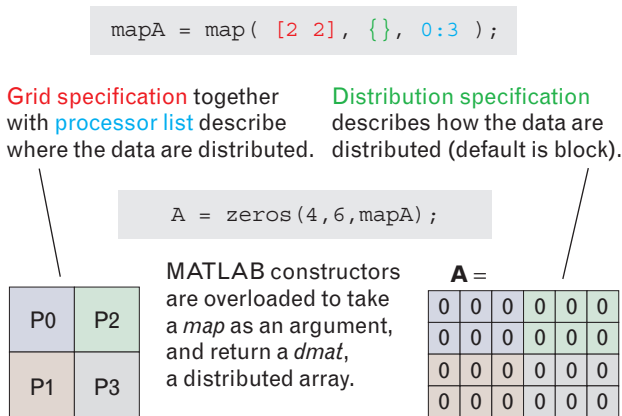 mapA = map( [2 2], {}, 0:3 );
Grid specification together
with processor list describe
where the data are distributed.
Distribution specification
describes how the data are
distributed (default is block).
A = zeros(4,6,mapA);
P0 P2
P1 P3
MATLAB constructors
are overloaded to take
a map as an argument,
and return a dmat,
a distributed array.
A =
0 0 0 0 0 0
0 0 0 0 0 0
0 0 0 0 0 0
0 0 0 0 0 0